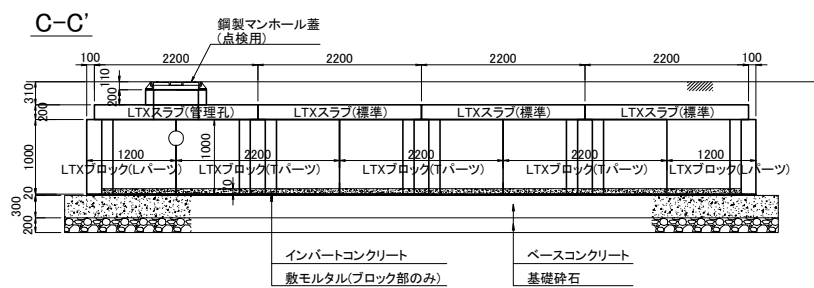 C-C'
鋼製マンホール蓋
(点検用)
100 2200 2200 2200 2200 100
110
310
200
200
LTXスラブ(管理孔) LTXスラブ(標準) LTXスラブ(標準) LTXスラブ(標準)
1000
1000
1200 2200 2200 2200 1200
LTXブロック(Lパーツ) LTXブロック(Tパーツ) LTXブロック(Tパーツ) LTXブロック(Tパーツ) LTXブロック(Lパーツ)
20
300
200
インバートコンクリート
敷モルタル(ブロック部のみ)
ベースコンクリート
基礎砕石